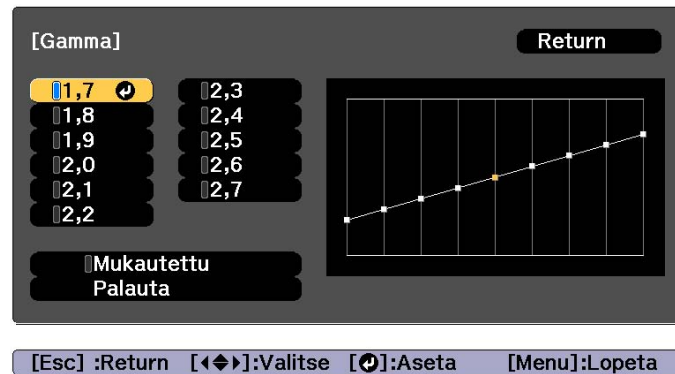 [Gamma]
Return
1,7
1,8
1,9
2,0
2,1
2,2
2,3
2,4
2,5
2,6
2,7
Mukautettu
Palauta
[Esc] :Return [◀◆▶]:Valitse [↵]:Aseta [Menu]:Lopeta